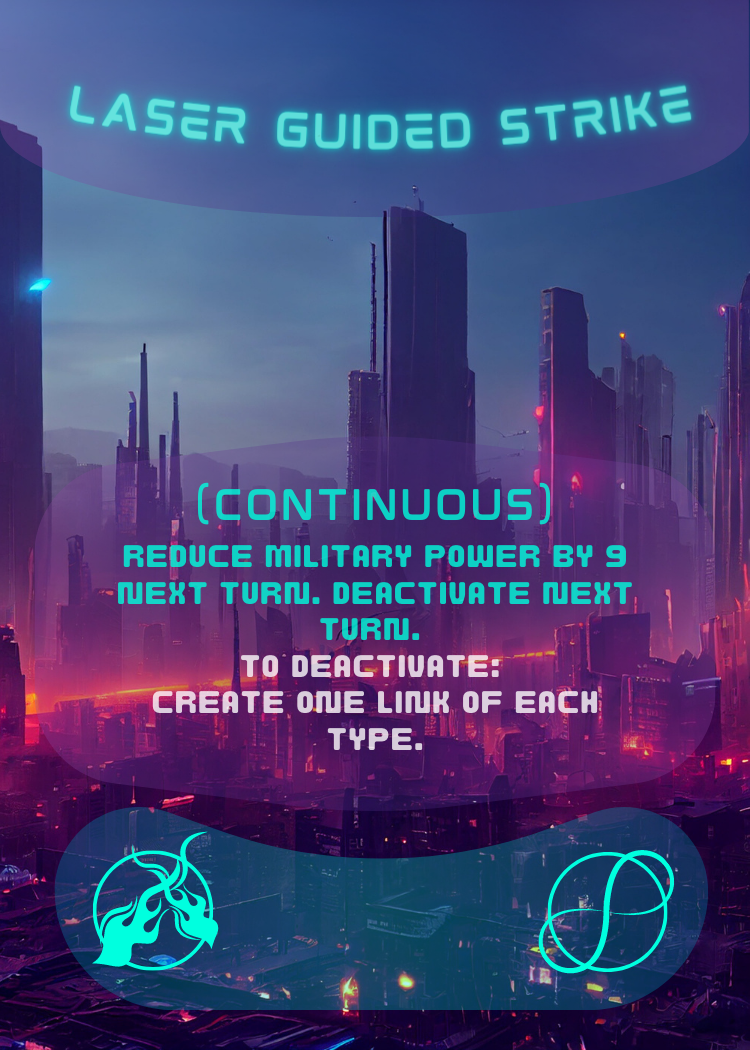 LASER GUIDED STRIKE
(CONTINUOUS)
REDUCE MILITARY POWER BY 9
NEXT TURN. DEACTIVATE NEXT
TURN.
TO DEACTIVATE:
CREATE ONE LINK OF EACH
TYPE.